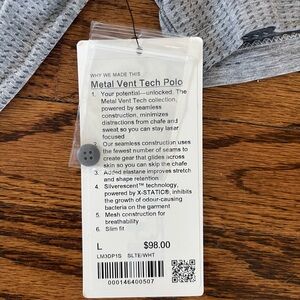 WHY WE MADE THIS
Metal Vent Tech Polo
1. Your potential—unlocked. The
Metal Vent Tech collection,
powered by seamless
construction, minimizes
distractions from chafe and
sweat so you can stay laser
focused
Our seamless construction uses
the fewest number of seams to
create gear that glides across
skin so you can skip the chafe
3. Added elastane improves stretch
and shape retention
4. Silverescent™ technology,
powered by X-STATIC®, inhibits
the growth of odour-causing
bacteria on the garment
5. Mesh construction for
breathability
6. Slim fit
L $98.00
LM3DP1S SLTE/WHT
000146400507